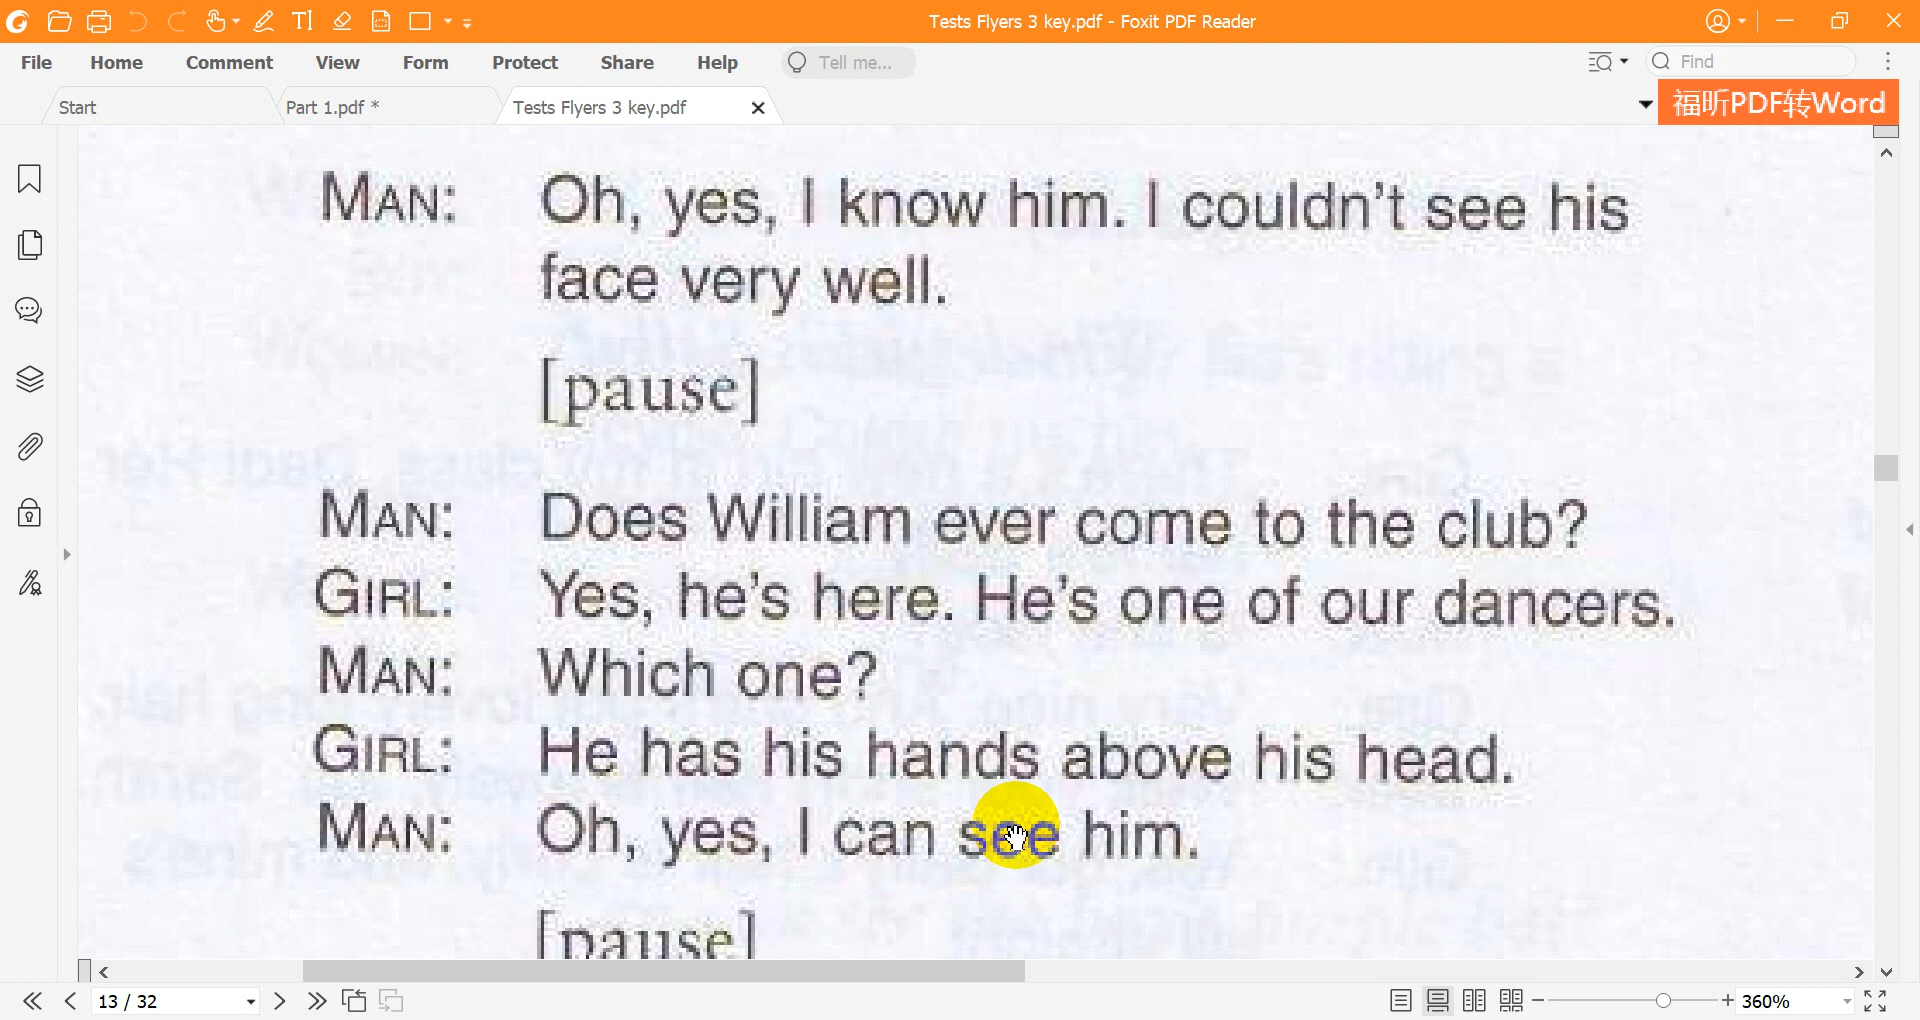 TI
Tests Flyers 3 key.pdf - Foxit PDF Reader
File Home Comment View Form Protect Share Help Tell me... Find
Start Part 1.pdf * Tests Flyers 3 key.pdf 福昕PDF转Word
MAN: Oh, yes, I know him. I couldn't see his
face very well.
[pause]
MAN: Does William ever come to the club?
GIRL: Yes, he's here. He's one of our dancers.
MAN: Which one?
GIRL: He has his hands above his head.
MAN: Oh, yes, I can see him.
[pause]
13 / 32 360%